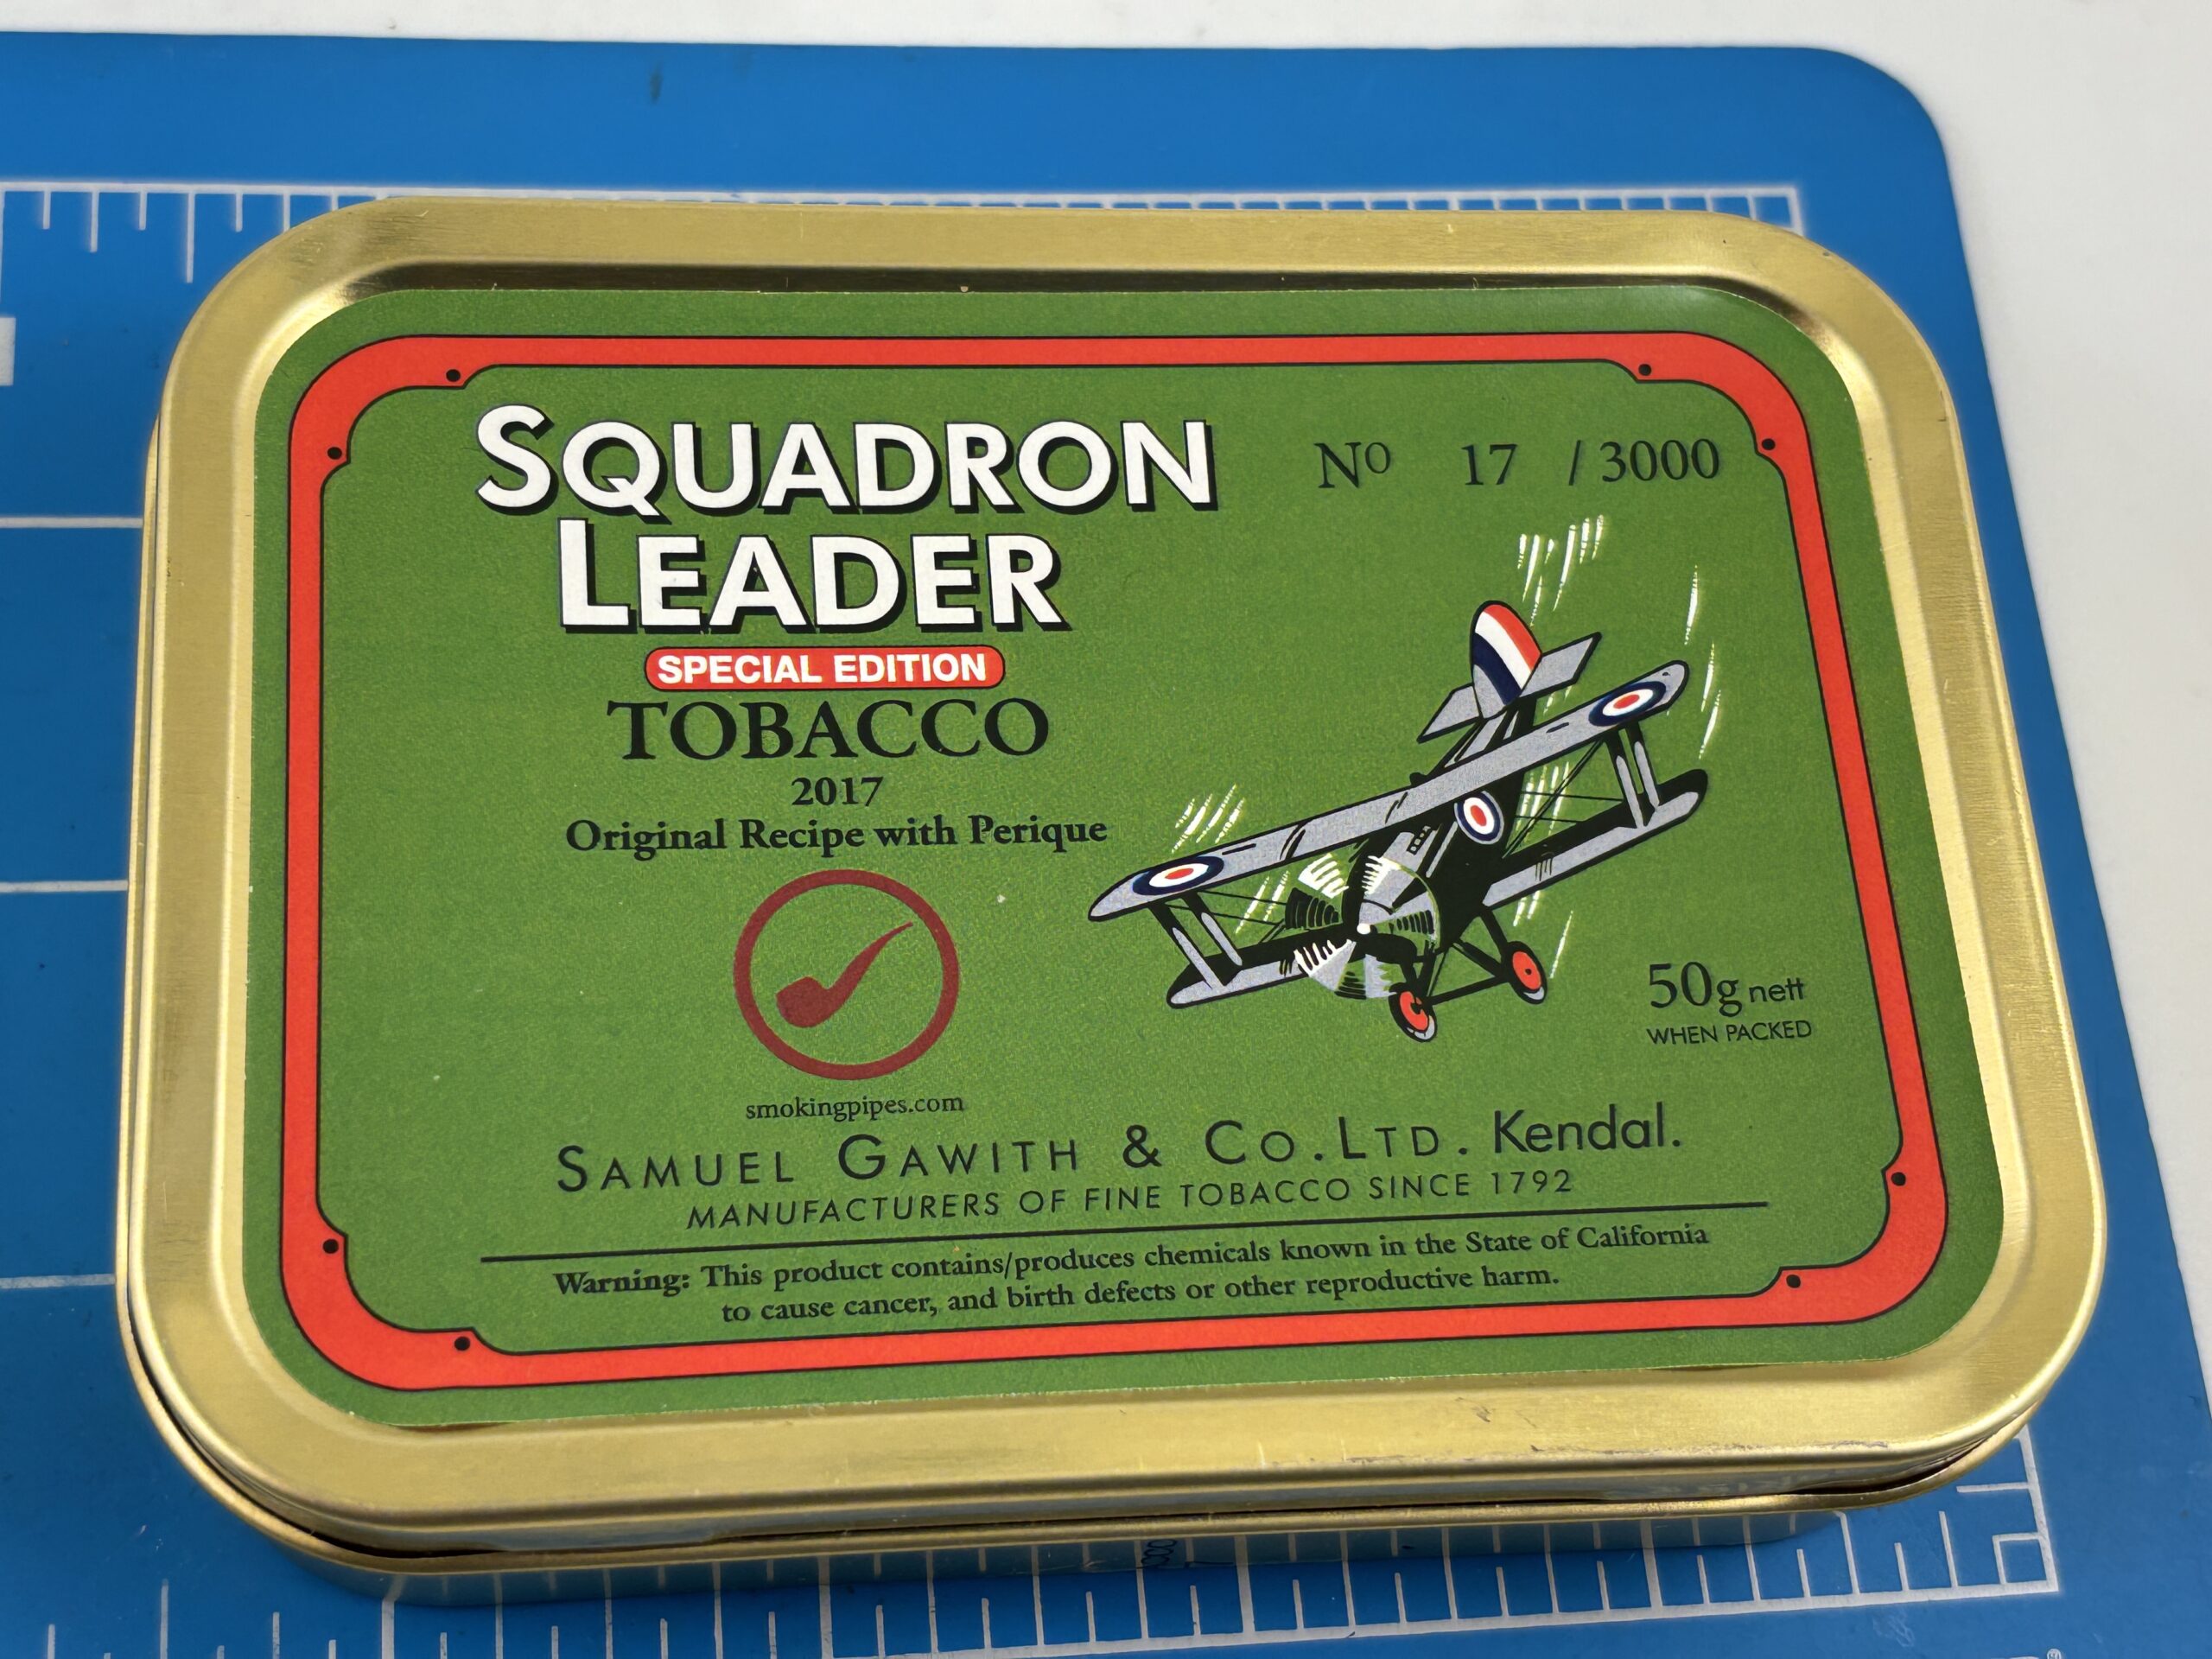 SQUADRON
LEADER
Nº 17 / 3000
SPECIAL EDITION
TOBACCO
2017
Original Recipe with Perique
50g nett
WHEN PACKED
smokingpipes.com
SAMUEL GAWITH & CO.LTD. Kendal.
MANUFACTURERS OF FINE TOBACCO SINCE 1792
Warning: This product contains/produces chemicals known in the State of California
to cause cancer, and birth defects or other reproductive harm.